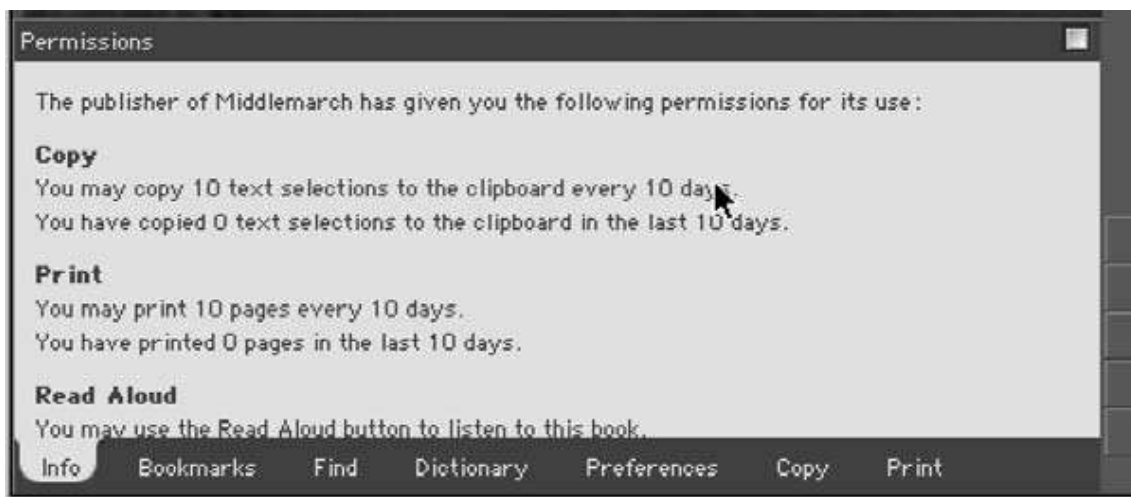 Permissions
The publisher of Middlemarch has given you the following permissions for its use:
Copy
You may copy 10 text selections to the clipboard every 10 days.
You have copied 0 text selections to the clipboard in the last 10 days.
Print
You may print 10 pages every 10 days.
You have printed 0 pages in the last 10 days.
Read Aloud
You may use the Read Aloud button to listen to this book.
Info Bookmarks Find Dictionary Preferences Copy Print